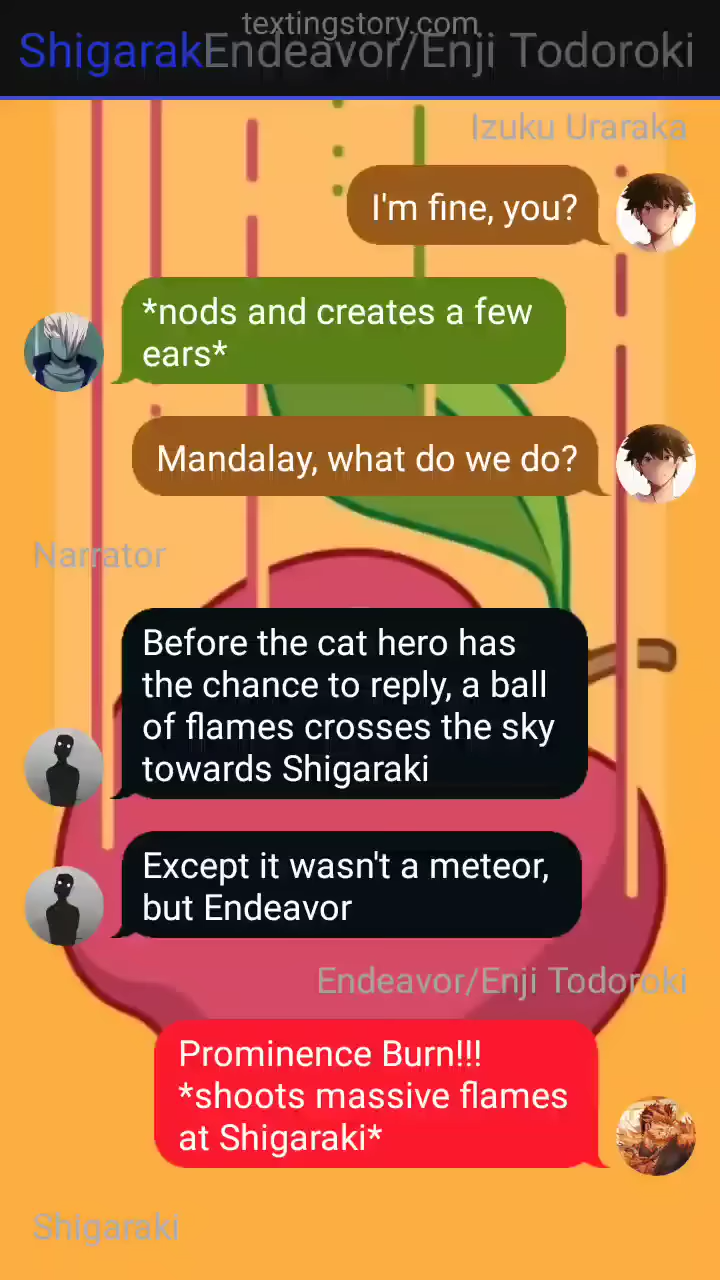 textingstory.com
ShigarakEndeavor/Enji Todoroki
Izuku Uraraka
I'm fine, you?
*nods and creates a few
ears*
Mandalay, what do we do?
Narrator
Before the cat hero has
the chance to reply, a ball
of flames crosses the sky
towards Shigaraki
Except it wasn't a meteor,
but Endeavor
Endeavor/Enji Todoroki
Prominence Burn!!!
*shoots massive flames
at Shigaraki*
Shigaraki